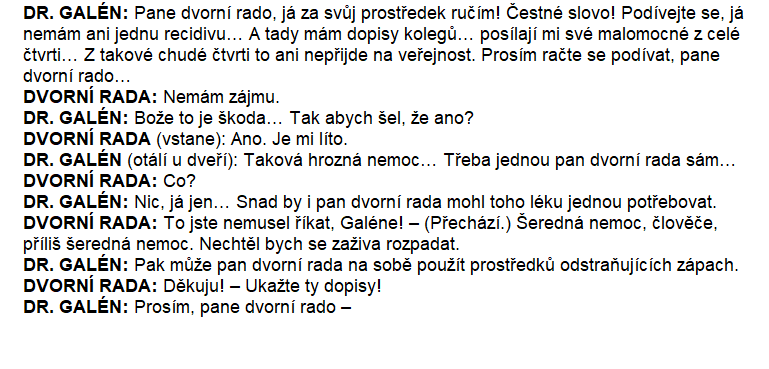 DR. GALÉN: Pane dvorní rado, já za svůj prostředek ručím! Čestné slovo! Podívejte se, já
nemám ani jednu recidivu… A tady mám dopisy kolegů… posílají mi své malomocné z celé
čtvrti… Z takové chudé čtvrti to ani nepřijde na veřejnost. Prosím račte se podívat, pane
dvorní rado…
DVORNÍ RADA: Nemám zájmu.
DR. GALÉN: Bože to je škoda… Tak abych šel, že ano?
DVORNÍ RADA (vstane): Ano. Je mi líto.
DR. GALÉN (otálí u dveří): Taková hrozná nemoc… Třeba jednou pan dvorní rada sám…
DVORNÍ RADA: Co?
DR. GALÉN: Nic, já jen… Snad by i pan dvorní rada mohl toho léku jednou potřebovat.
DVORNÍ RADA: To jste nemusel říkat, Galéne! – (Přechází.) Šeredná nemoc, člověče,
příliš šeredná nemoc. Nechtěl bych se zaživa rozpadat.
DR. GALÉN: Pak může pan dvorní rada na sobě použít prostředků odstraňujících zápach.
DVORNÍ RADA: Děkuju! – Ukažte ty dopisy!
DR. GALÉN: Prosím, pane dvorní rado –